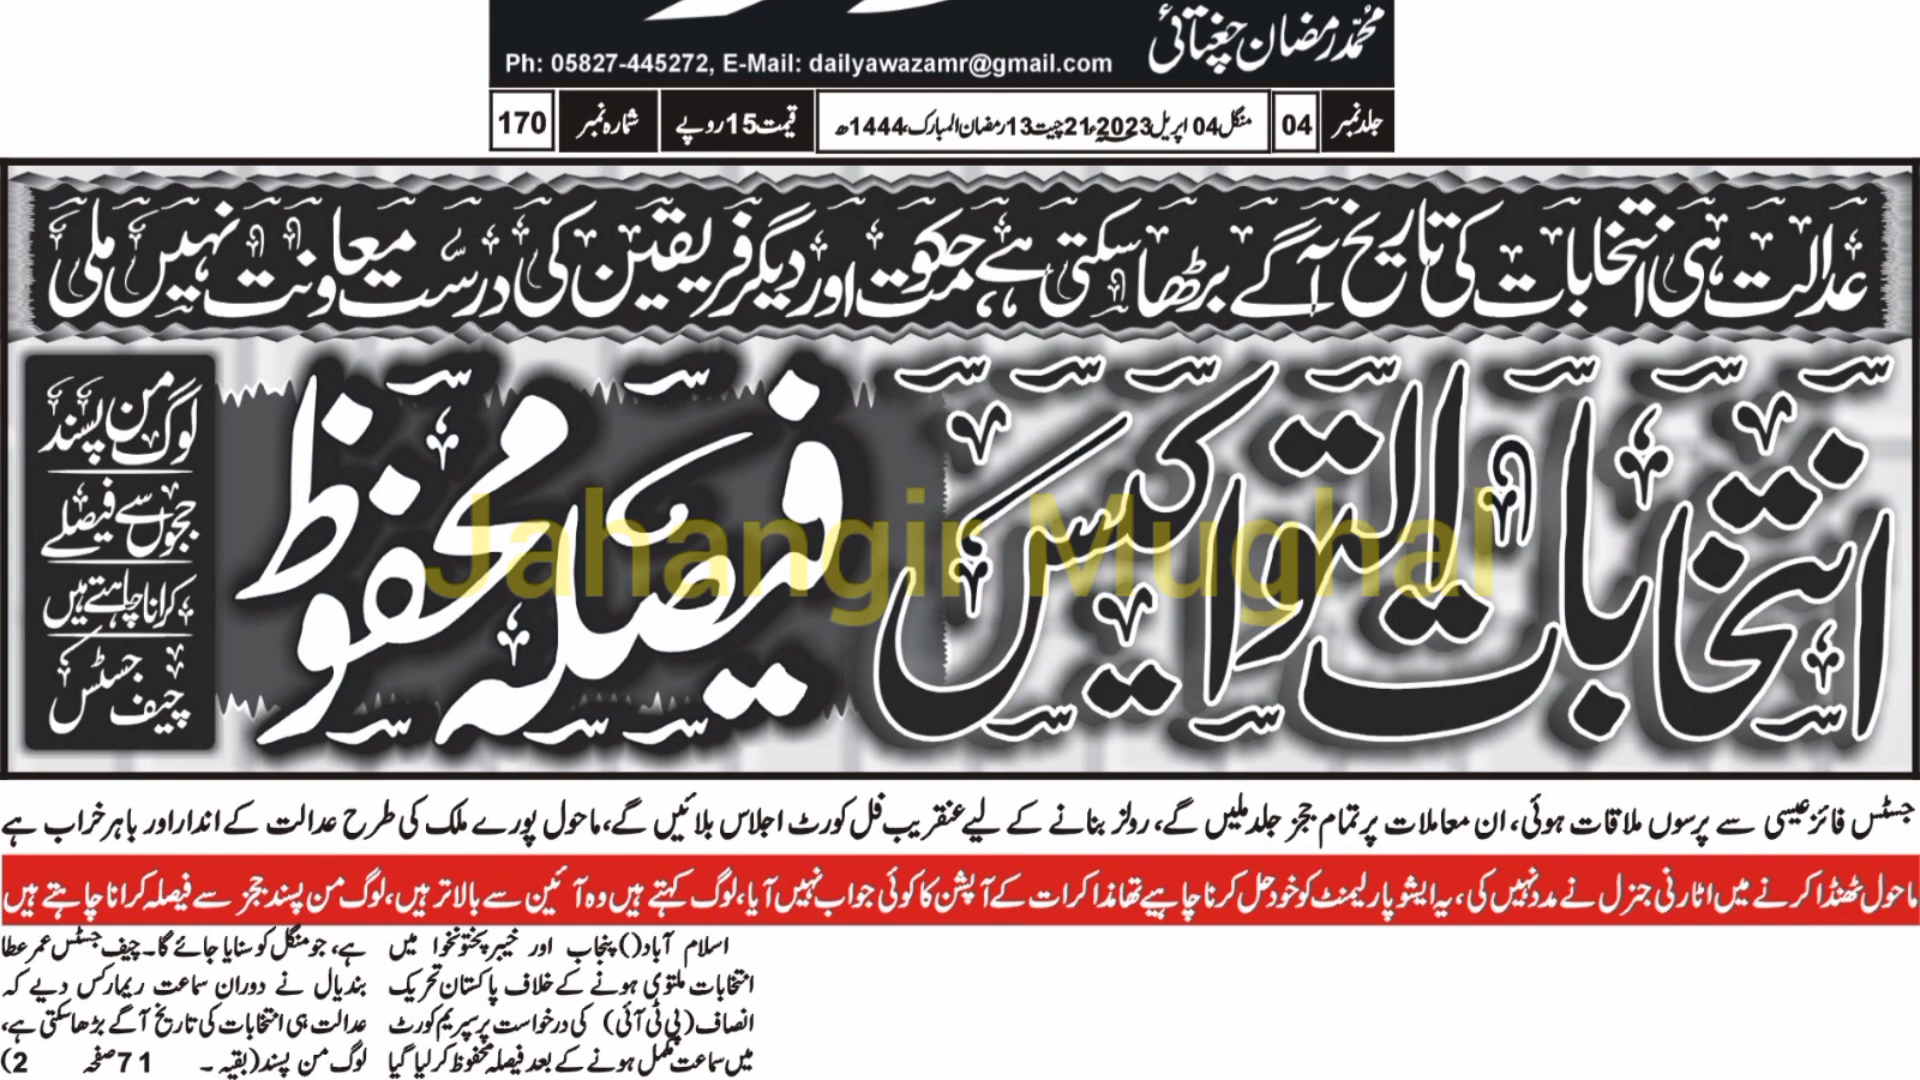 محمد رمضان چغتائی
Ph: 05827-445272, E-Mail: dailyawazamr@gmail.com
جلد نمبر 04 منگل 04 اپریل 2023ء 21 چیت 13 رمضان المبارک، 1444ھ قیمت 15 روپے شمارہ نمبر 170
عدالت ہی انتخابات کی تاریخ آگے بڑھا سکتی ہے، حکومت اور دیگر فریقین کی درست معاونت نہیں ملی
انتخابات التوا کیس فیصلہ محفوظ
لوگ من پسند
ججوں سے فیصلے
کرانا چاہتے ہیں،
چیف جسٹس
Jahangir Mughal
جسٹس فائز عیسی سے پرسوں ملاقات ہوئی، ان معاملات پر تمام ججز جلد ملیں گے، رولز بنانے کے لیے عنقریب فل کورٹ اجلاس بلائیں گے، ماحول پورے ملک کی طرح عدالت کے اندار اور باہر خراب ہے
ماحول ٹھنڈا کرنے میں اٹارنی جنرل نے مدد نہیں کی، یہ ایشو پارلیمنٹ کو خود حل کرنا چاہیے تھا مذاکرات کے آپشن کا کوئی جواب نہیں آیا، لوگ کہتے ہیں وہ آئین سے بالاتر ہیں، لوگ من پسند ججز سے فیصلہ کرانا چاہتے ہیں
اسلام آباد() پنجاب اور خیبرپختونخوا میں
انتخابات ملتوی ہونے کے خلاف پاکستان تحریک
انصاف (پی ٹی آئی) کی درخواست پر سپریم کورٹ
میں سماعت مکمل ہونے کے بعد فیصلہ محفوظ کر لیا گیا
ہے، جو منگل کو سنایا جائے گا۔ چیف جسٹس عمر عطا
بندیال نے دوران سماعت ریمارکس دیے کہ
عدالت ہی انتخابات کی تاریخ آگے بڑھا سکتی ہے،
لوگ من پسند (بقیہ۔ 71 صفحہ 2)